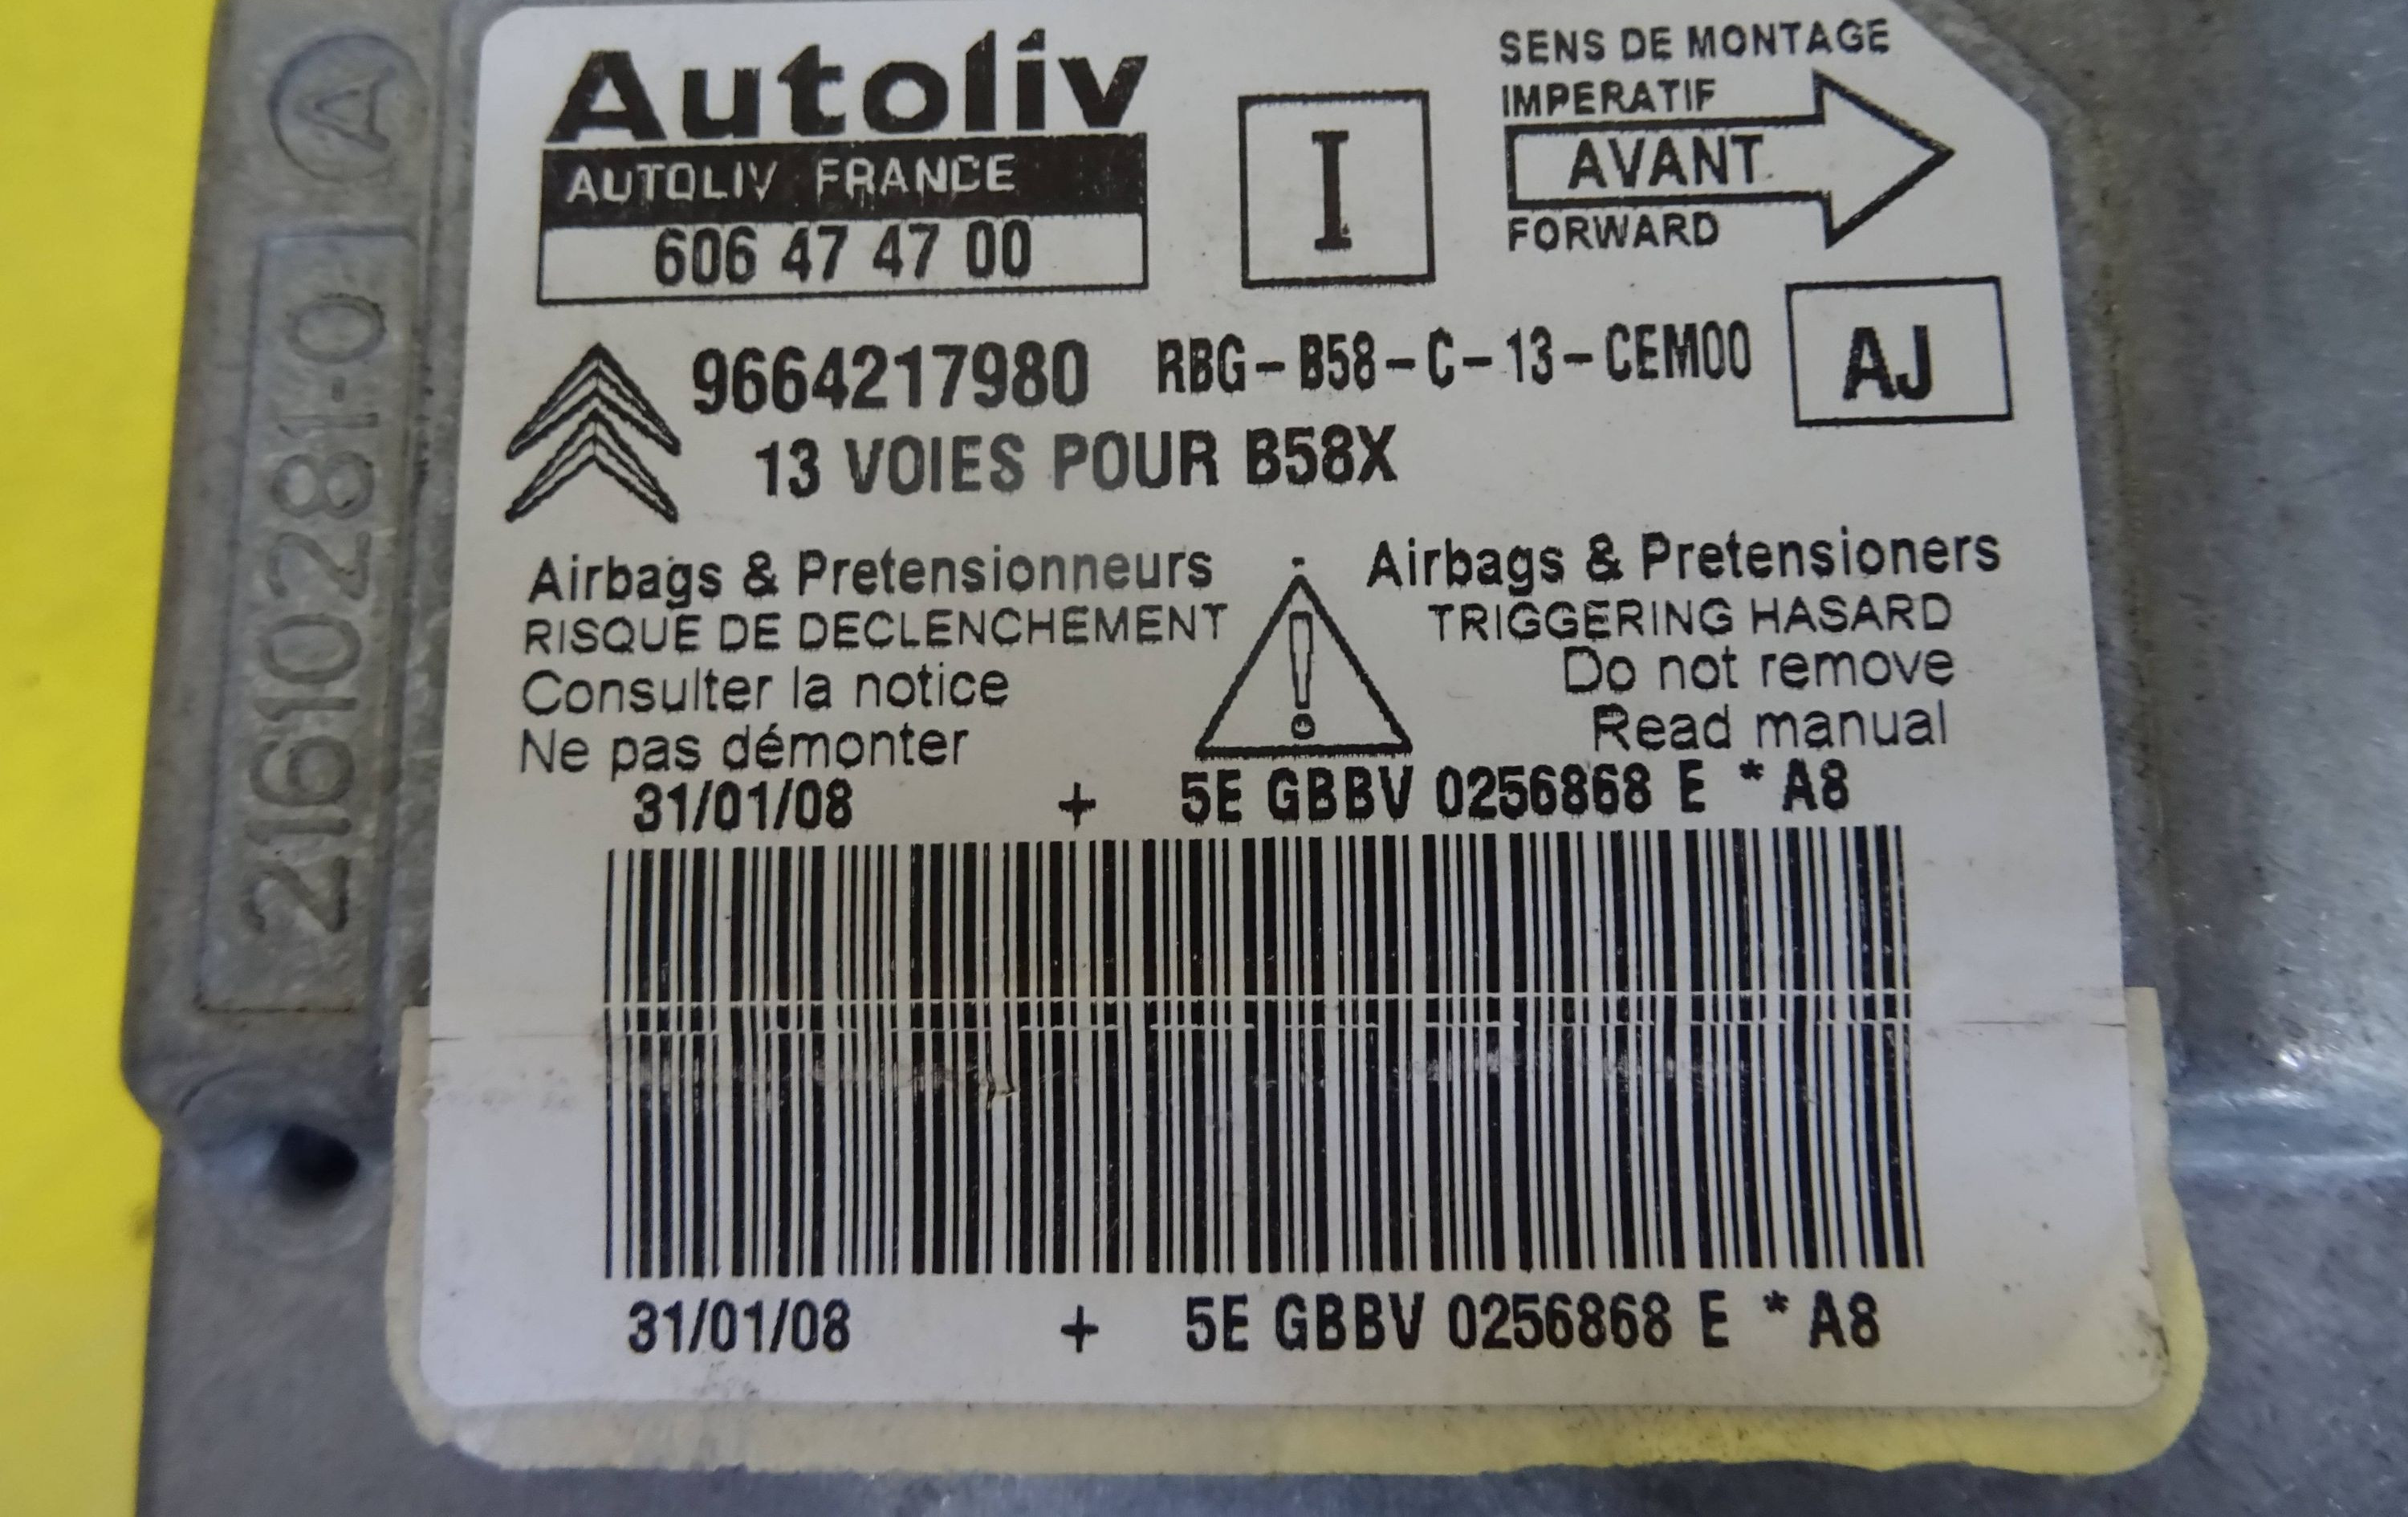 Autoliv
AUTOLIV FRANCE
606 47 47 00
I
SENS DE MONTAGE
IMPERATIF
AVANT
FORWARD
9664217980 RBG-B58-C-13-CEM00
AJ
13 VOIES POUR B58X
Airbags & Pretensionneurs
RISQUE DE DECLENCHEMENT
Consulter la notice
Ne pas démonter
!
Airbags & Pretensioners
TRIGGERING HASARD
Do not remove
Read manual
31/01/08 + 5E GBBV 0256868 E * A8
31/01/08 + 5E GBBV 0256868 E * A8
21610281-0
A